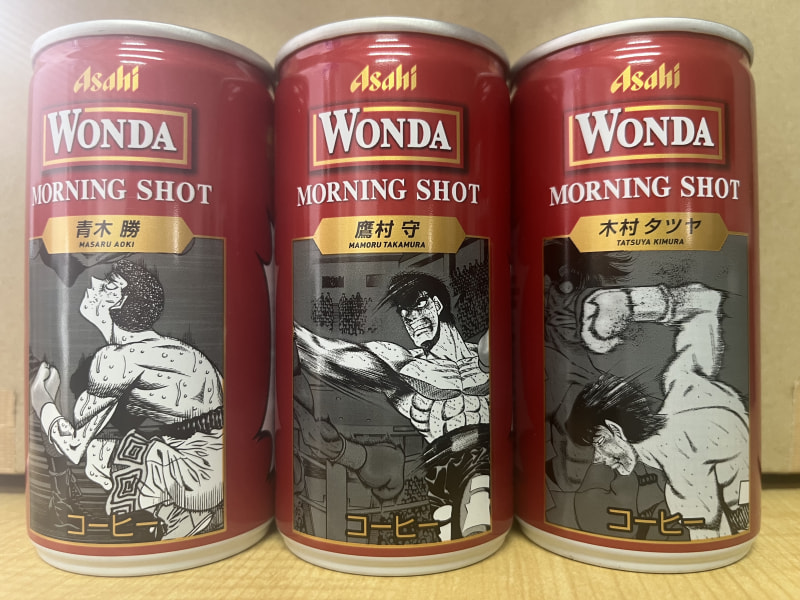 Asahi
WONDA
MORNING SHOT
青木 勝
MASARU AOKI
コーヒー
Asahi
WONDA
MORNING SHOT
鷹村 守
MAMORU TAKAMURA
コーヒー
Asahi
WONDA
MORNING SHOT
木村 タツヤ
TATSUYA KIMURA
コーヒー